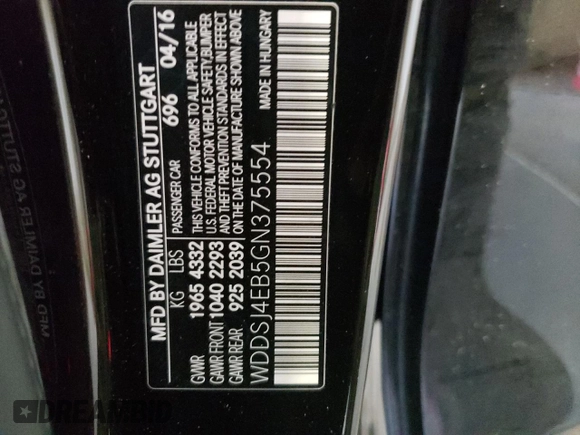 MFD BY DAIMLER AG STUTTGART
696 04/16
KG LBS PASSENGER CAR
GVWR 1965 4332 THIS VEHICLE CONFORMS TO ALL APPLICABLE
GAWR FRONT 1040 2293 U.S. FEDERAL MOTOR VEHICLE SAFETY, BUMPER
GAWR REAR 925 2039 AND THEFT PREVENTION STANDARDS IN EFFECT
ON THE DATE OF MANUFACTURE SHOWN ABOVE
WDDSJ4EB5GN375554 MADE IN HUNGARY
DREAMBID